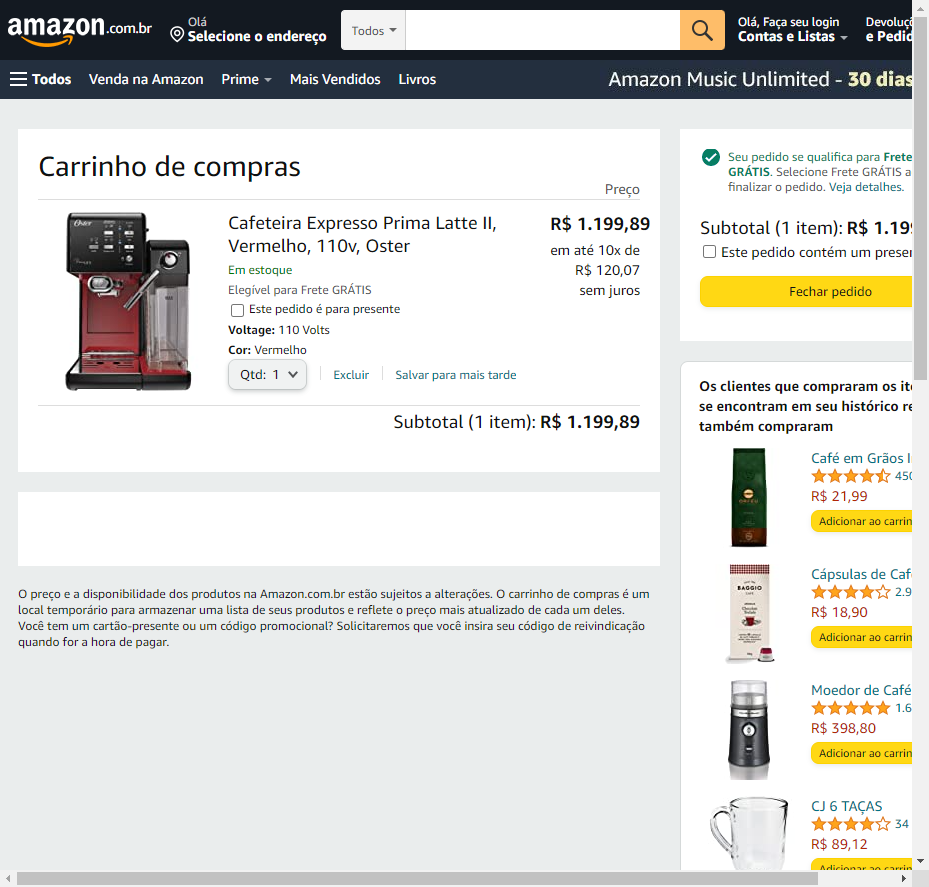 amazon.com.br
Olá
Selecione o endereço
Todos
Olá, Faça seu login
Contas e Listas
Devoluç
e Pedid
Todos
Venda na Amazon
Prime
Mais Vendidos
Livros
Amazon Music Unlimited - 30 dias
Carrinho de compras
Preço
Cafeteira Expresso Prima Latte II,
Vermelho, 110v, Oster
R$ 1.199,89
em até 10x de
R$ 120,07
sem juros
Em estoque
Elegível para Frete GRÁTIS
Este pedido é para presente
Voltage: 110 Volts
Cor: Vermelho
Qtd: 1
Excluir
Salvar para mais tarde
Subtotal (1 item): R$ 1.199,89
O preço e a disponibilidade dos produtos na Amazon.com.br estão sujeitos a alterações. O carrinho de compras é um
local temporário para armazenar uma lista de seus produtos e reflete o preço mais atualizado de cada um deles.
Você tem um cartão-presente ou um código promocional? Solicitaremos que você insira seu código de reivindicação
quando for a hora de pagar.
Seu pedido se qualifica para Frete
GRÁTIS. Selecione Frete GRÁTIS a
finalizar o pedido. Veja detalhes.
Subtotal (1 item): R$ 1.19
Este pedido contém um presen
Fechar pedido
Os clientes que compraram os ite
se encontram em seu histórico re
também compraram
Café em Grãos
450
R$ 21,99
Adicionar ao carrin
Cápsulas de Caf
2.9
R$ 18,90
Adicionar ao carrin
BAGGIO
Moedor de Café
1.6
R$ 398,80
Adicionar ao carrin
CJ 6 TAÇAS
34
R$ 89,12
Adicionar ao carrin